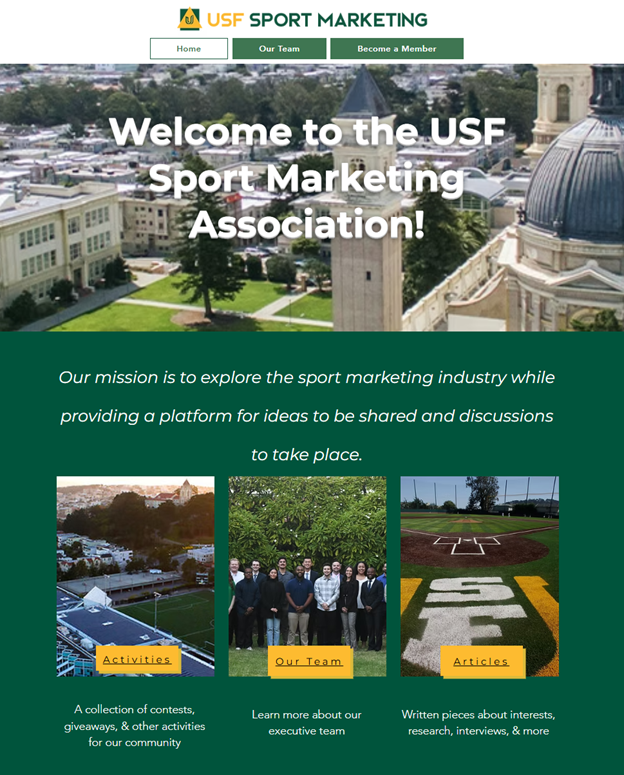 USF SPORT MARKETING
Home
Our Team
Become a Member
Welcome to the USF
Sport Marketing
Association!
Our mission is to explore the sport marketing industry while
providing a platform for ideas to be shared and discussions
to take place.
SF
Activities
Our Team
Articles
A collection of contests,
giveaways, & other activities
for our community
Learn more about our
executive team
Written pieces about interests,
research, interviews, & more